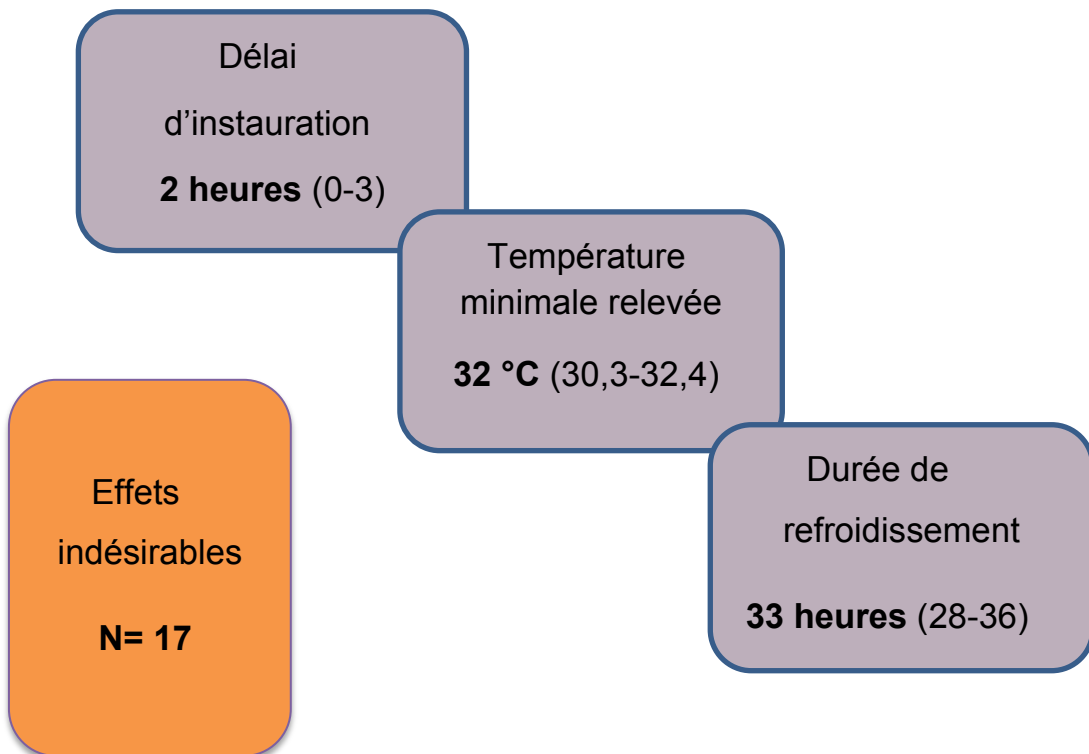 Délai
d’instauration
2 heures (0-3)
Température
minimale relevée
32 °C (30,3-32,4)
Durée de
refroidissement
33 heures (28-36)
Effets
indésirables
N= 17